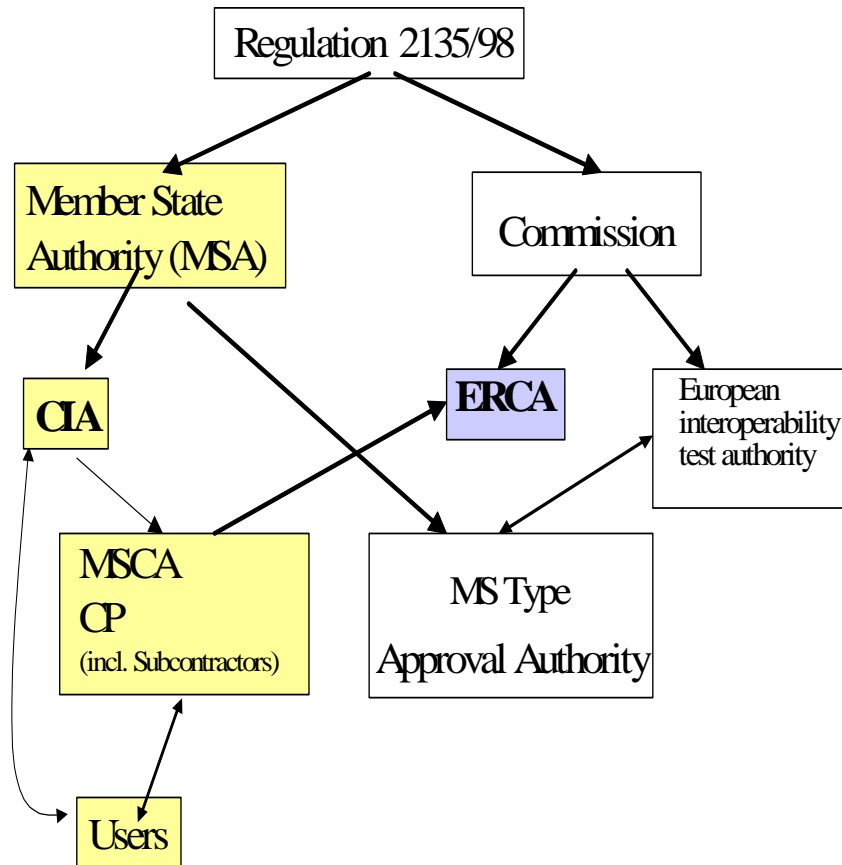 Regulation 2135/98
Member State
Authority (MSA)
Commission
CIA
ERCA
European
interoperability
test authority
MSCA
CP
(incl. Subcontractors)
MS Type
Approval Authority
Users